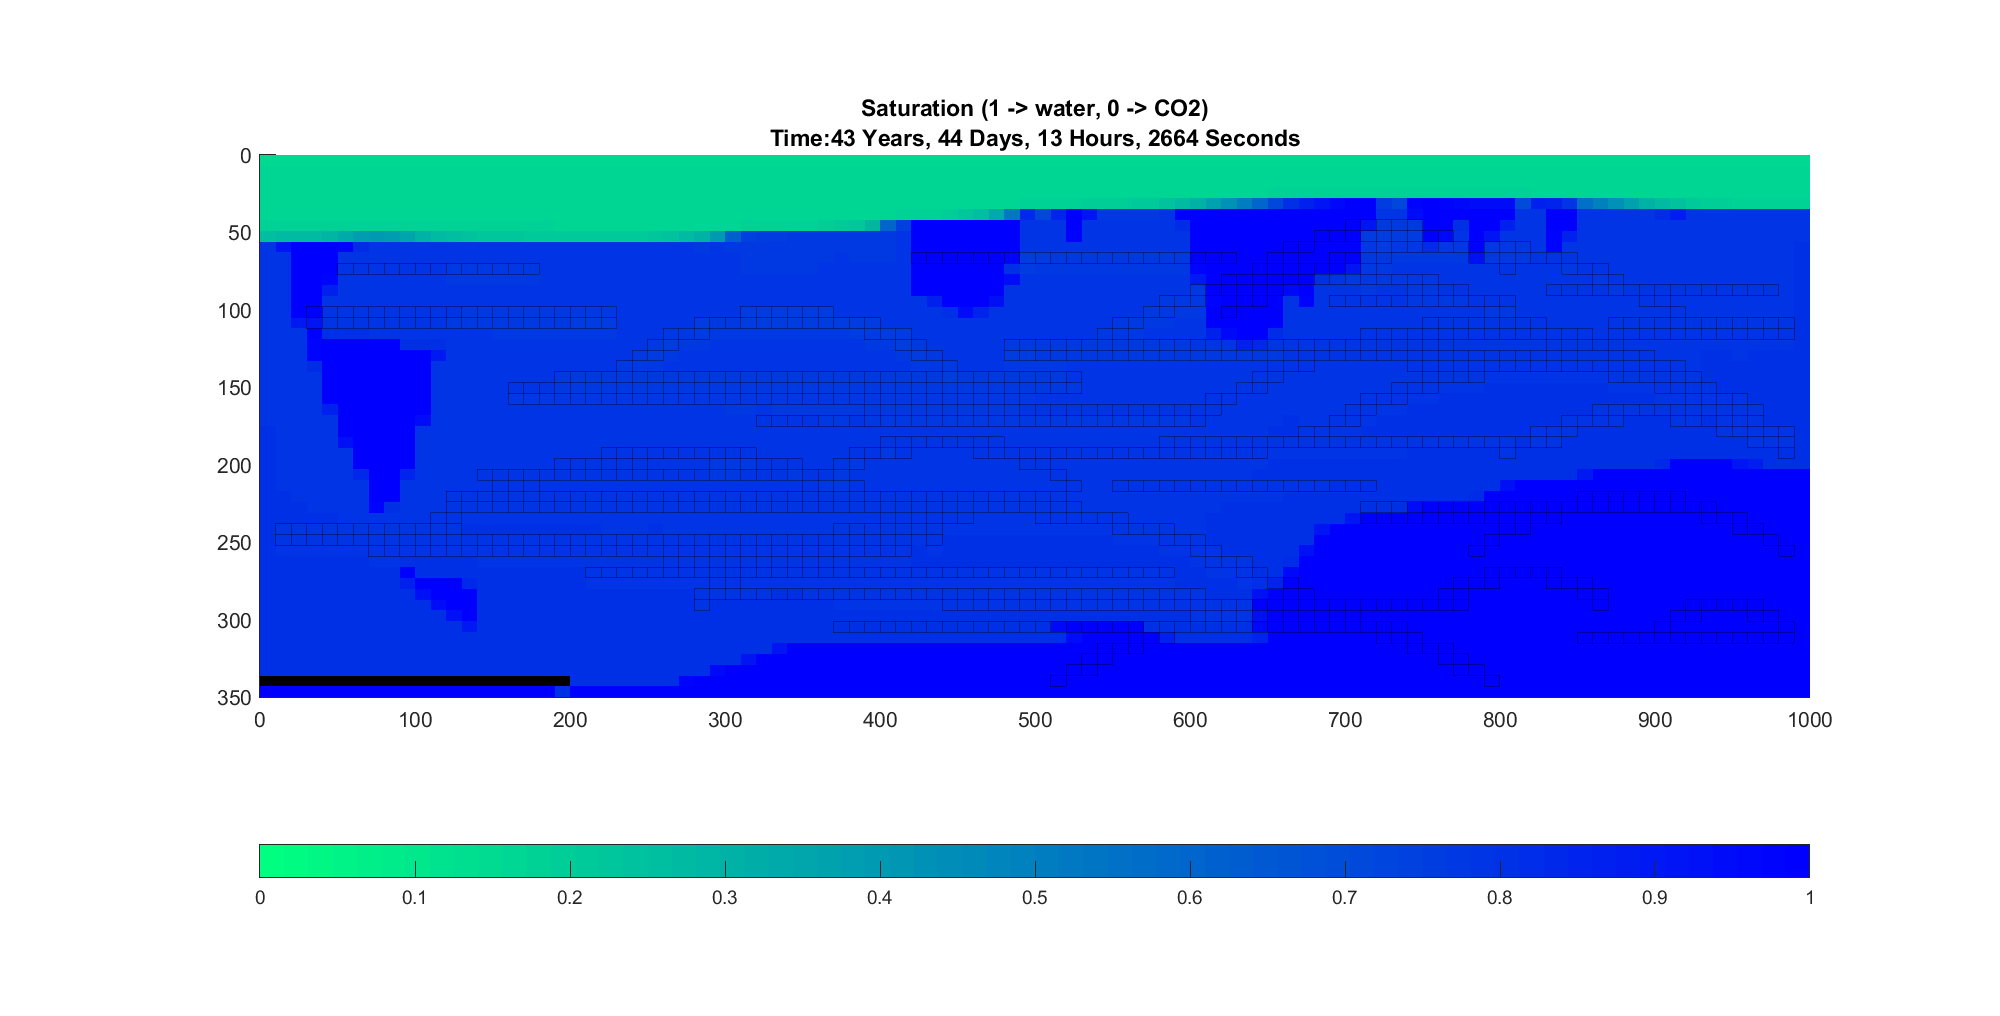 Saturation (1 -> water, 0 -> CO2)
Time:43 Years, 44 Days, 13 Hours, 2664 Seconds
0
50
100
150
200
250
300
350
0 100 200 300 400 500 600 700 800 900 1000
0 0.1 0.2 0.3 0.4 0.5 0.6 0.7 0.8 0.9 1